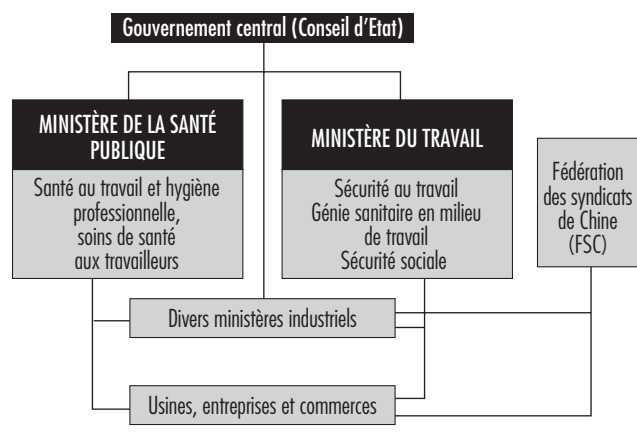 Gouvernement central (Conseil d'Etat)
MINISTÈRE DE LA SANTÉ
PUBLIQUE
Santé au travail et hygiène
professionnelle,
soins de santé
aux travailleurs
MINISTÈRE DU TRAVAIL
Sécurité au travail
Génie sanitaire en milieu
de travail
Sécurité sociale
Fédération
des syndicats
de Chine
(FSC)
Divers ministères industriels
Usines, entreprises et commerces